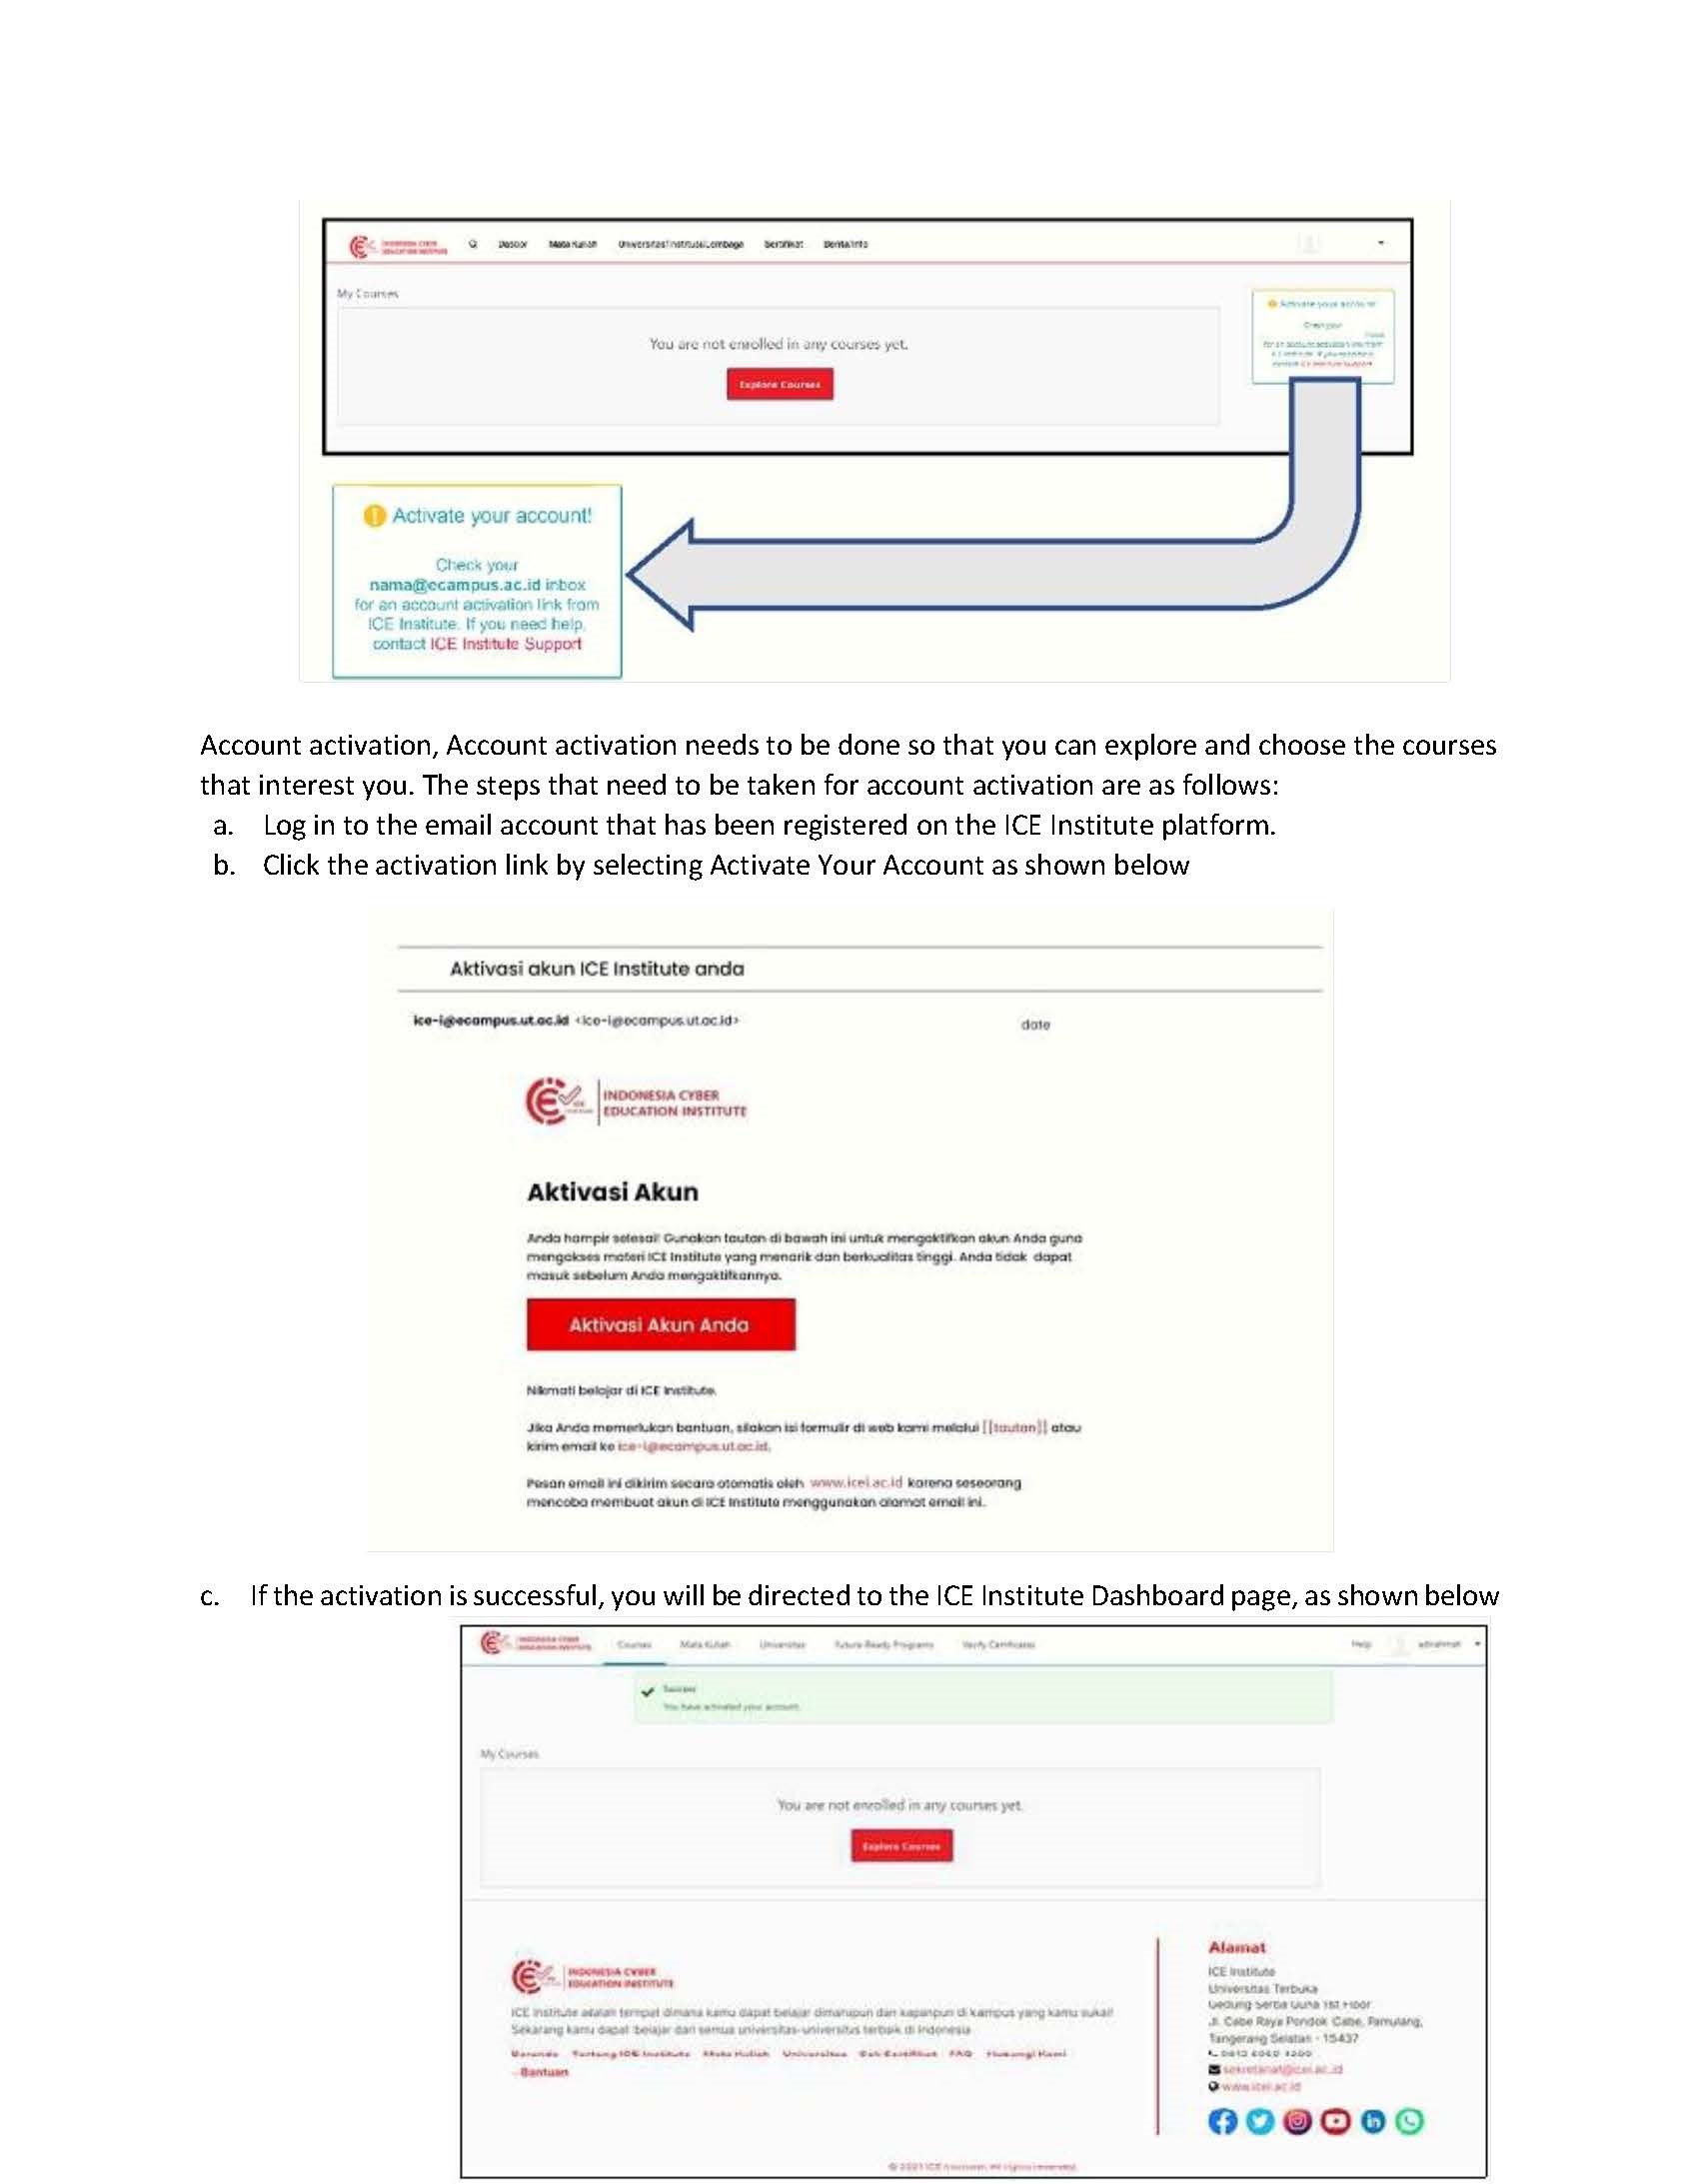 INDONESIA CYBER
EDUCATION INSTITUTE
Mata Kuliah Universitas/Institusi/Lembaga Sertifikat Berita/Info
My Courses
Activate your account!
Check your
You are not enrolled in any courses yet.
Explore Courses
Activate your account!
Check your
nama@ecampus.ac.id inbox
for an account activation link from
ICE Institute. If you need help,
contact ICE Institute Support
Account activation, Account activation needs to be done so that you can explore and choose the courses
that interest you. The steps that need to be taken for account activation are as follows:
a. Log in to the email account that has been registered on the ICE Institute platform.
b. Click the activation link by selecting Activate Your Account as shown below
Aktivasi akun ICE Institute anda
ice-i@ecampus.ut.ac.id <ice-i@ecampus.ut.ac.id> date
INDONESIA CYBER
EDUCATION INSTITUTE
Aktivasi Akun
Anda hampir selesai! Gunakan tautan di bawah ini untuk mengaktifkan akun Anda guna
mengakses materi ICE Institute yang menarik dan berkualitas tinggi. Anda tidak dapat
masuk sebelum Anda mengaktifkannya.
Aktivasi Akun Anda
Nikmati belajar di ICE Institute.
Jika Anda memerlukan bantuan, silakan isi formulir di web kami melalui [[tautan]] atau
kirim email ke ice-i@ecampus.ut.ac.id.
Pesan email ini dikirim secara otomatis oleh www.icei.ac.id karena seseorang
mencoba membuat akun di ICE Institute menggunakan alamat email ini.
c. If the activation is successful, you will be directed to the ICE Institute Dashboard page, as shown below
INDONESIA CYBER
EDUCATION INSTITUTE
Courses Mata Kuliah Universitas Future Ready Programs Verify Certificates Help
Success
You have activated your account.
My Courses
You are not enrolled in any courses yet.
Explore Courses
INDONESIA CYBER
EDUCATION INSTITUTE
ICE Institute adalah tempat dimana kamu dapat belajar dimanapun dan kapanpun di kampus yang kamu sukai!
Sekarang kamu dapat belajar dari semua universitas-universitas terbaik di Indonesia
Beranda Tentang ICE Institute Mata Kuliah Universitas Cek Sertifikat FAQ Hubungi Kami
- Bantuan
Alamat
ICE Institute
Universitas Terbuka
Gedung Serba Guna 1st Floor
Jl. Cabe Raya Pondok Cabe, Pamulang,
Tangerang Selatan - 15437
sekretariat@icei.ac.id
www.icei.ac.id
© 2021 ICE Institute. All rights reserved.